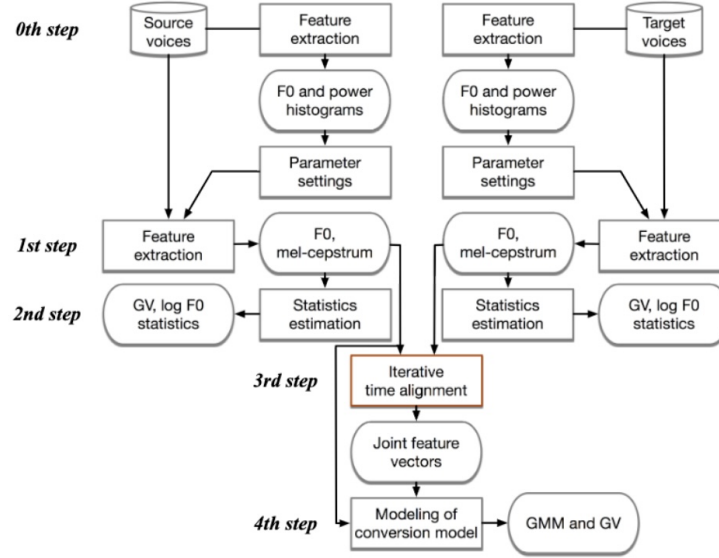 0th step
Source
voices
Feature
extraction
Feature
extraction
Target
voices
F0 and power
histograms
F0 and power
histograms
Parameter
settings
Parameter
settings
1st step
Feature
extraction
F0,
mel-cepstrum
F0,
mel-cepstrum
Feature
extraction
2nd step
GV, log F0
statistics
Statistics
estimation
Statistics
estimation
GV, log F0
statistics
3rd step
Iterative
time alignment
Joint feature
vectors
4th step
Modeling of
conversion model
GMM and GV